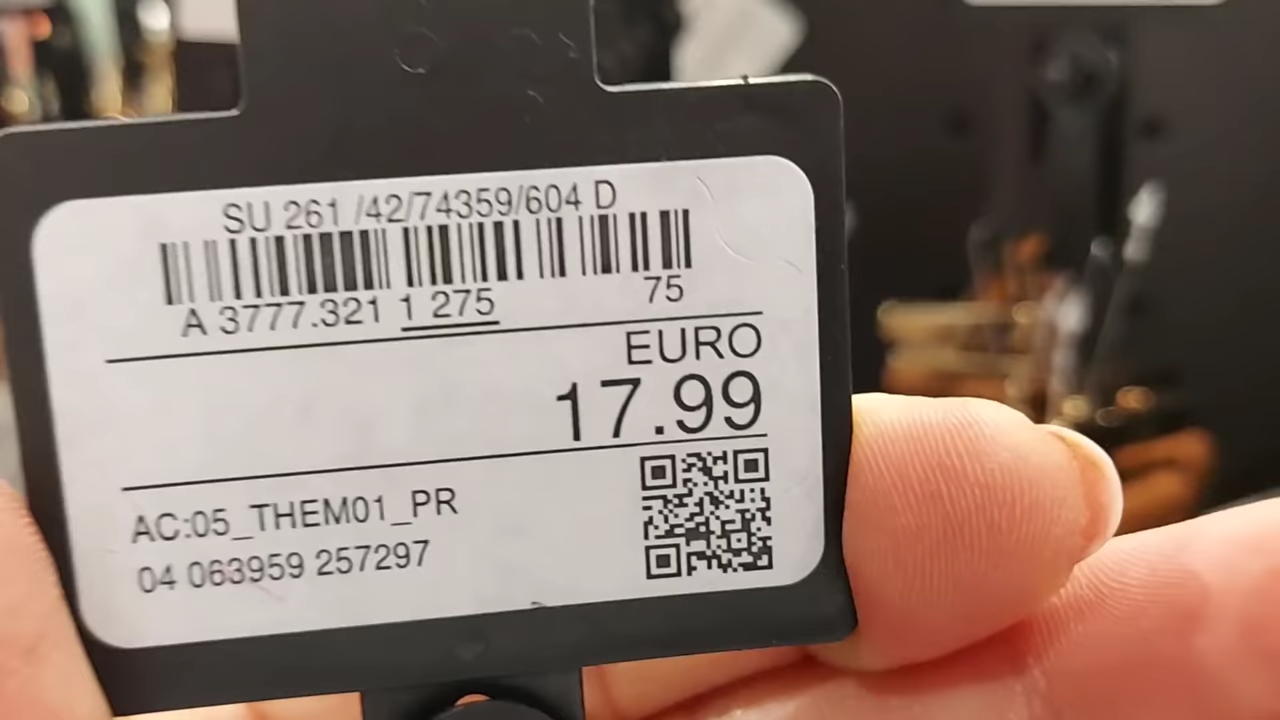 SU 261 /42/74359/604 D
A 3777.321 1 275 75
EURO
17.99
AC:05_THEM01_PR
04 063959 257297